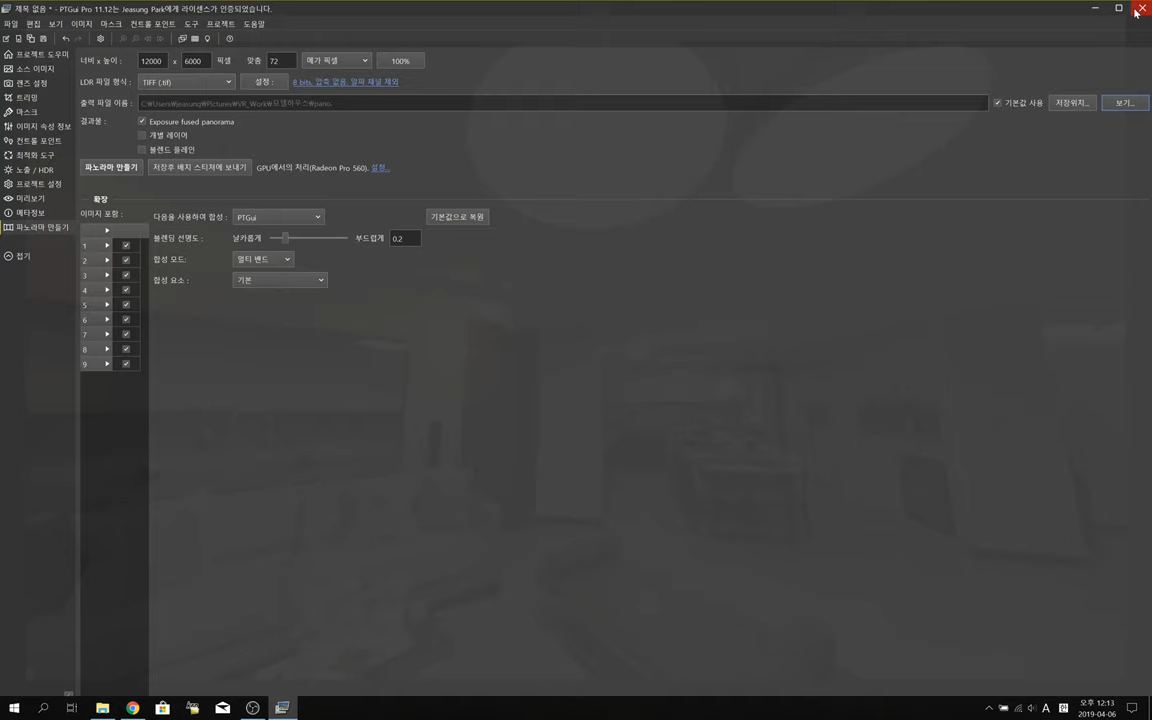 제목 없음 * - PTGui Pro 11.12는 Jeasung Park에게 라이센스가 인증되었습니다.
파일 편집 보기 이미지 마스크 컨트롤 포인트 도구 프로젝트 도움말
프로젝트 도우미
소스 이미지
렌즈 설정
트리밍
마스크
이미지 속성 정보
컨트롤 포인트
최적화 도구
노출 / HDR
프로젝트 설정
미리보기
메타정보
파노라마 만들기
접기
너비 x 높이 : 12000 x 6000 픽셀 맞춤 72 메가 픽셀 100%
LDR 파일 형식 : TIFF (.tif) 설정 : 8 bits, 압축 없음, 알파 채널 제외
출력 파일 이름 : C:₩Users₩jeasung₩Pictures₩VR_Work₩모델하우스₩pano. 기본값 사용 저장위치... 보기...
결과물 : Exposure fused panorama
개별 레이어
블렌드 플레인
파노라마 만들기 저장후 배치 스티처에 보내기 GPU에서의 처리(Radeon Pro 560). 설정...
확장
이미지 포함 : 다음을 사용하여 합성 : PTGui 기본값으로 복원
블렌딩 선명도 : 날카롭게 부드럽게 0.2
합성 모드: 멀티 밴드
합성 요소 : 기본
1
2
3
4
5
6
7
8
9
A 한 오후 12:13
2019-04-06